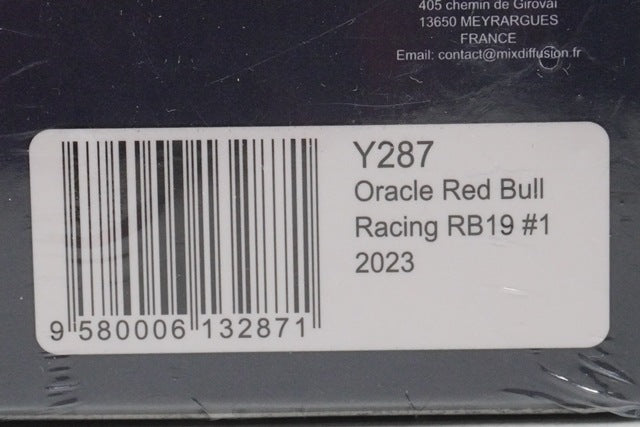 405 chemin de Girovai
13650 MEYRARGUES
FRANCE
Email: contact@mixdiffusion.fr
Y287
Oracle Red Bull
Racing RB19 #1
2023
9 580006 132871